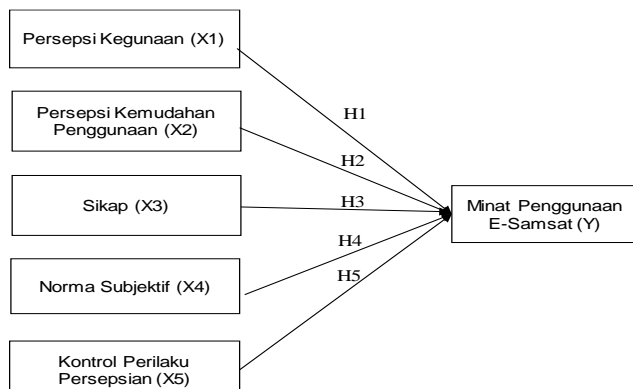 Persepsi Kegunaan (X1)
H1
Persepsi Kemudahan
Penggunaan (X2)
H2
Sikap (X3)
H3
Minat Penggunaan
E-Samsat (Y)
H4
Norma Subjektif (X4)
H5
Kontrol Perilaku
Persepsian (X5)